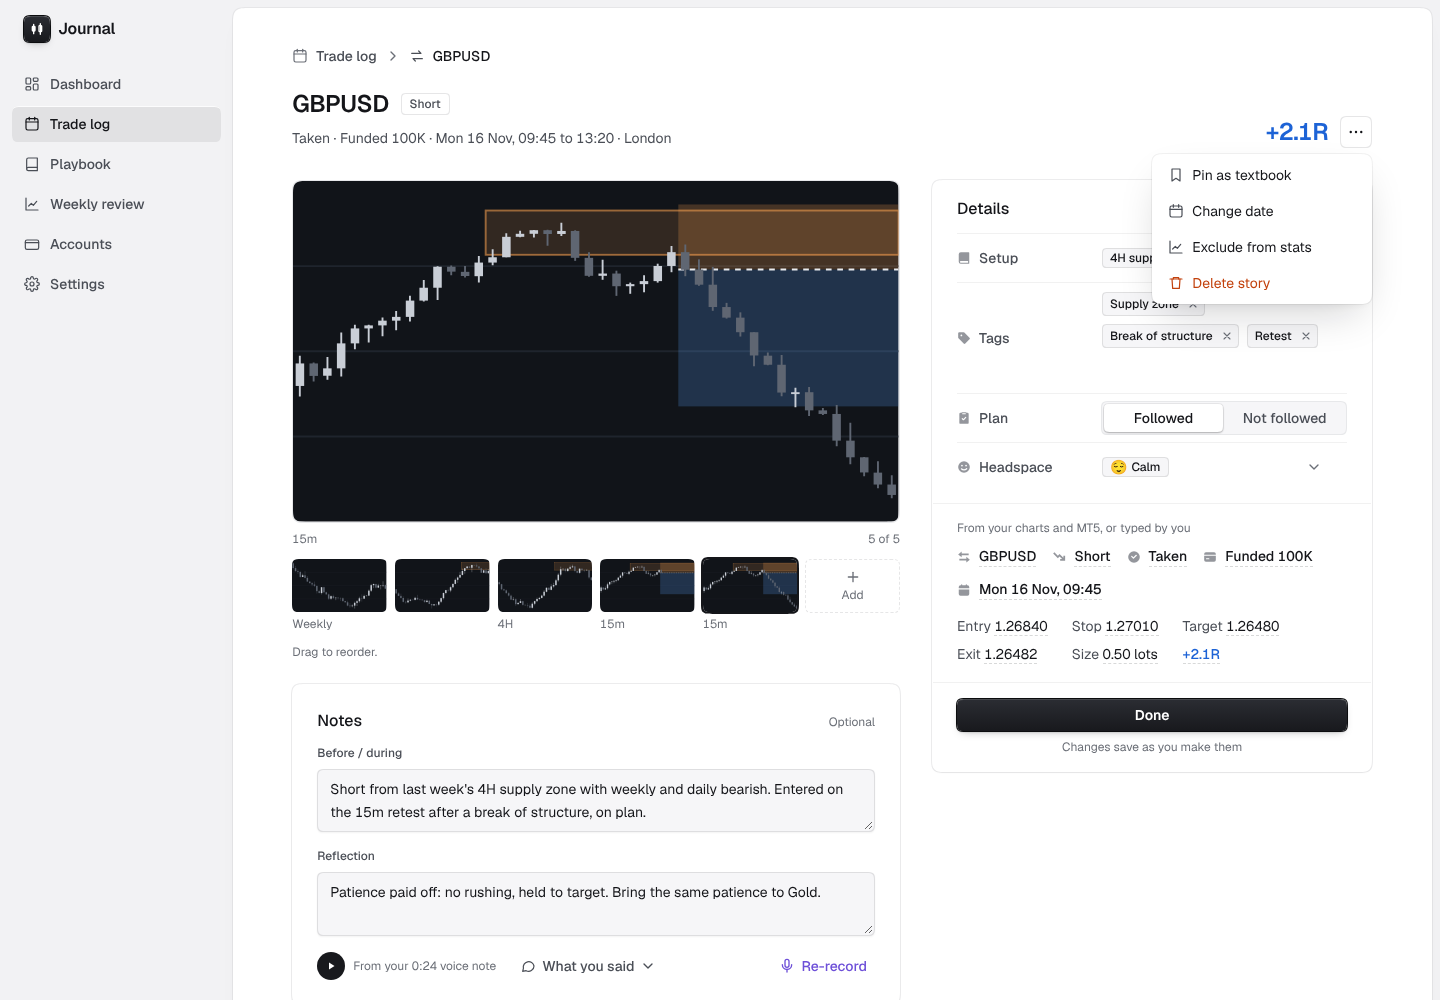 Journal
Dashboard
Trade log
Playbook
Weekly review
Accounts
Settings
Trade log
GBPUSD
GBPUSD
Short
Taken · Funded 100K · Mon 16 Nov, 09:45 to 13:20 · London
+2.1R
Pin as textbook
Change date
Exclude from stats
Delete story
15m
5 of 5
Weekly
4H
15m
15m
Add
Drag to reorder.
Notes
Optional
Before / during
Short from last week's 4H supply zone with weekly and daily bearish. Entered on
the 15m retest after a break of structure, on plan.
Reflection
Patience paid off: no rushing, held to target. Bring the same patience to Gold.
From your 0:24 voice note
What you said
Re-record
Details
Setup
4H
Tags
Supply zone
Break of structure
Retest
Plan
Followed
Not followed
Headspace
😌 Calm
From your charts and MT5, or typed by you
GBPUSD
Short
Taken
Funded 100K
Mon 16 Nov, 09:45
Entry 1.26840
Stop 1.27010
Target 1.26480
Exit 1.26482
Size 0.50 lots
+2.1R
Done
Changes save as you make them